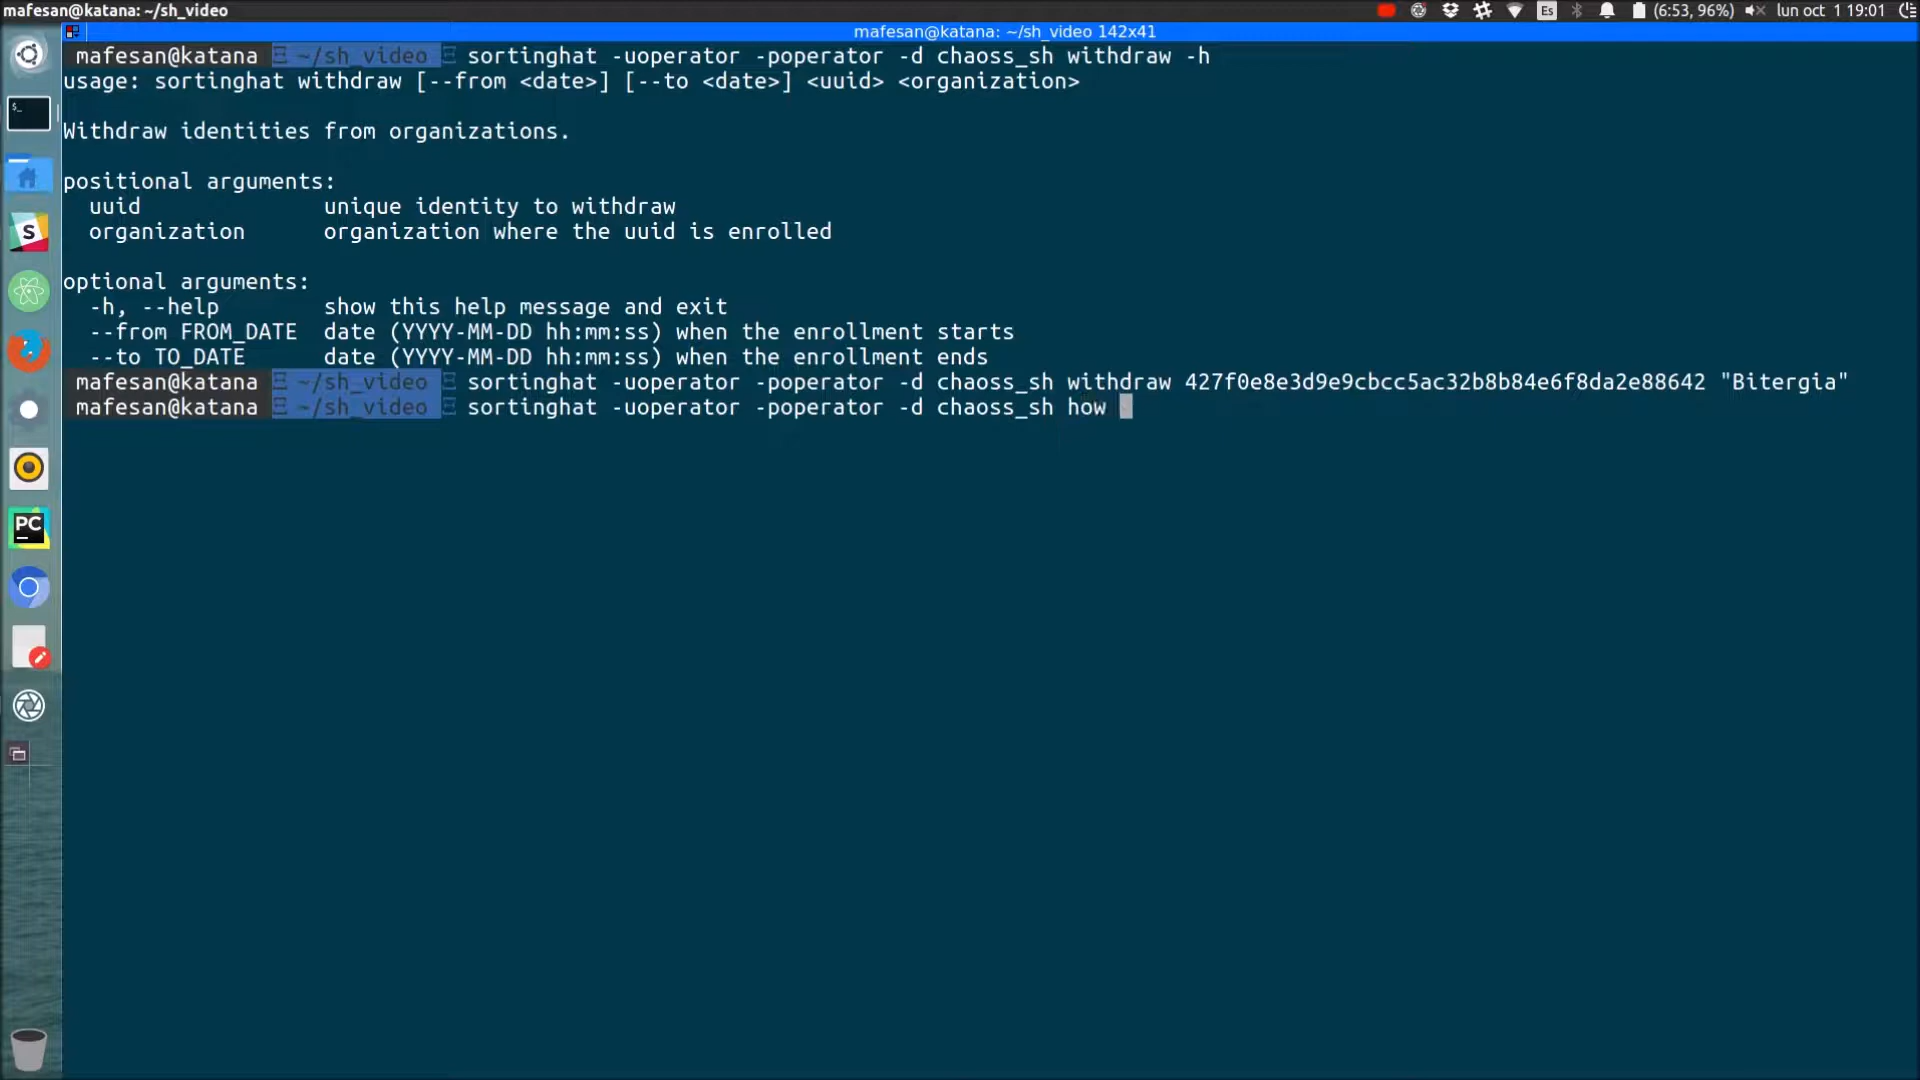 mafesan@katana: ~/sh_video
Es (6:53, 96%) lun oct 1 19:01
mafesan@katana: ~/sh_video 142x41
mafesan@katana ~/sh_video sortinghat -uoperator -poperator -d chaoss_sh withdraw -h
usage: sortinghat withdraw [--from <date>] [--to <date>] <uuid> <organization>
Withdraw identities from organizations.
positional arguments:
uuid unique identity to withdraw
organization organization where the uuid is enrolled
optional arguments:
-h, --help show this help message and exit
--from FROM_DATE date (YYYY-MM-DD hh:mm:ss) when the enrollment starts
--to TO_DATE date (YYYY-MM-DD hh:mm:ss) when the enrollment ends
mafesan@katana ~/sh_video sortinghat -uoperator -poperator -d chaoss_sh withdraw 427f0e8e3d9e9cbcc5ac32b8b84e6f8da2e88642 "Bitergia"
mafesan@katana ~/sh_video sortinghat -uoperator -poperator -d chaoss_sh how
$_
S
PC